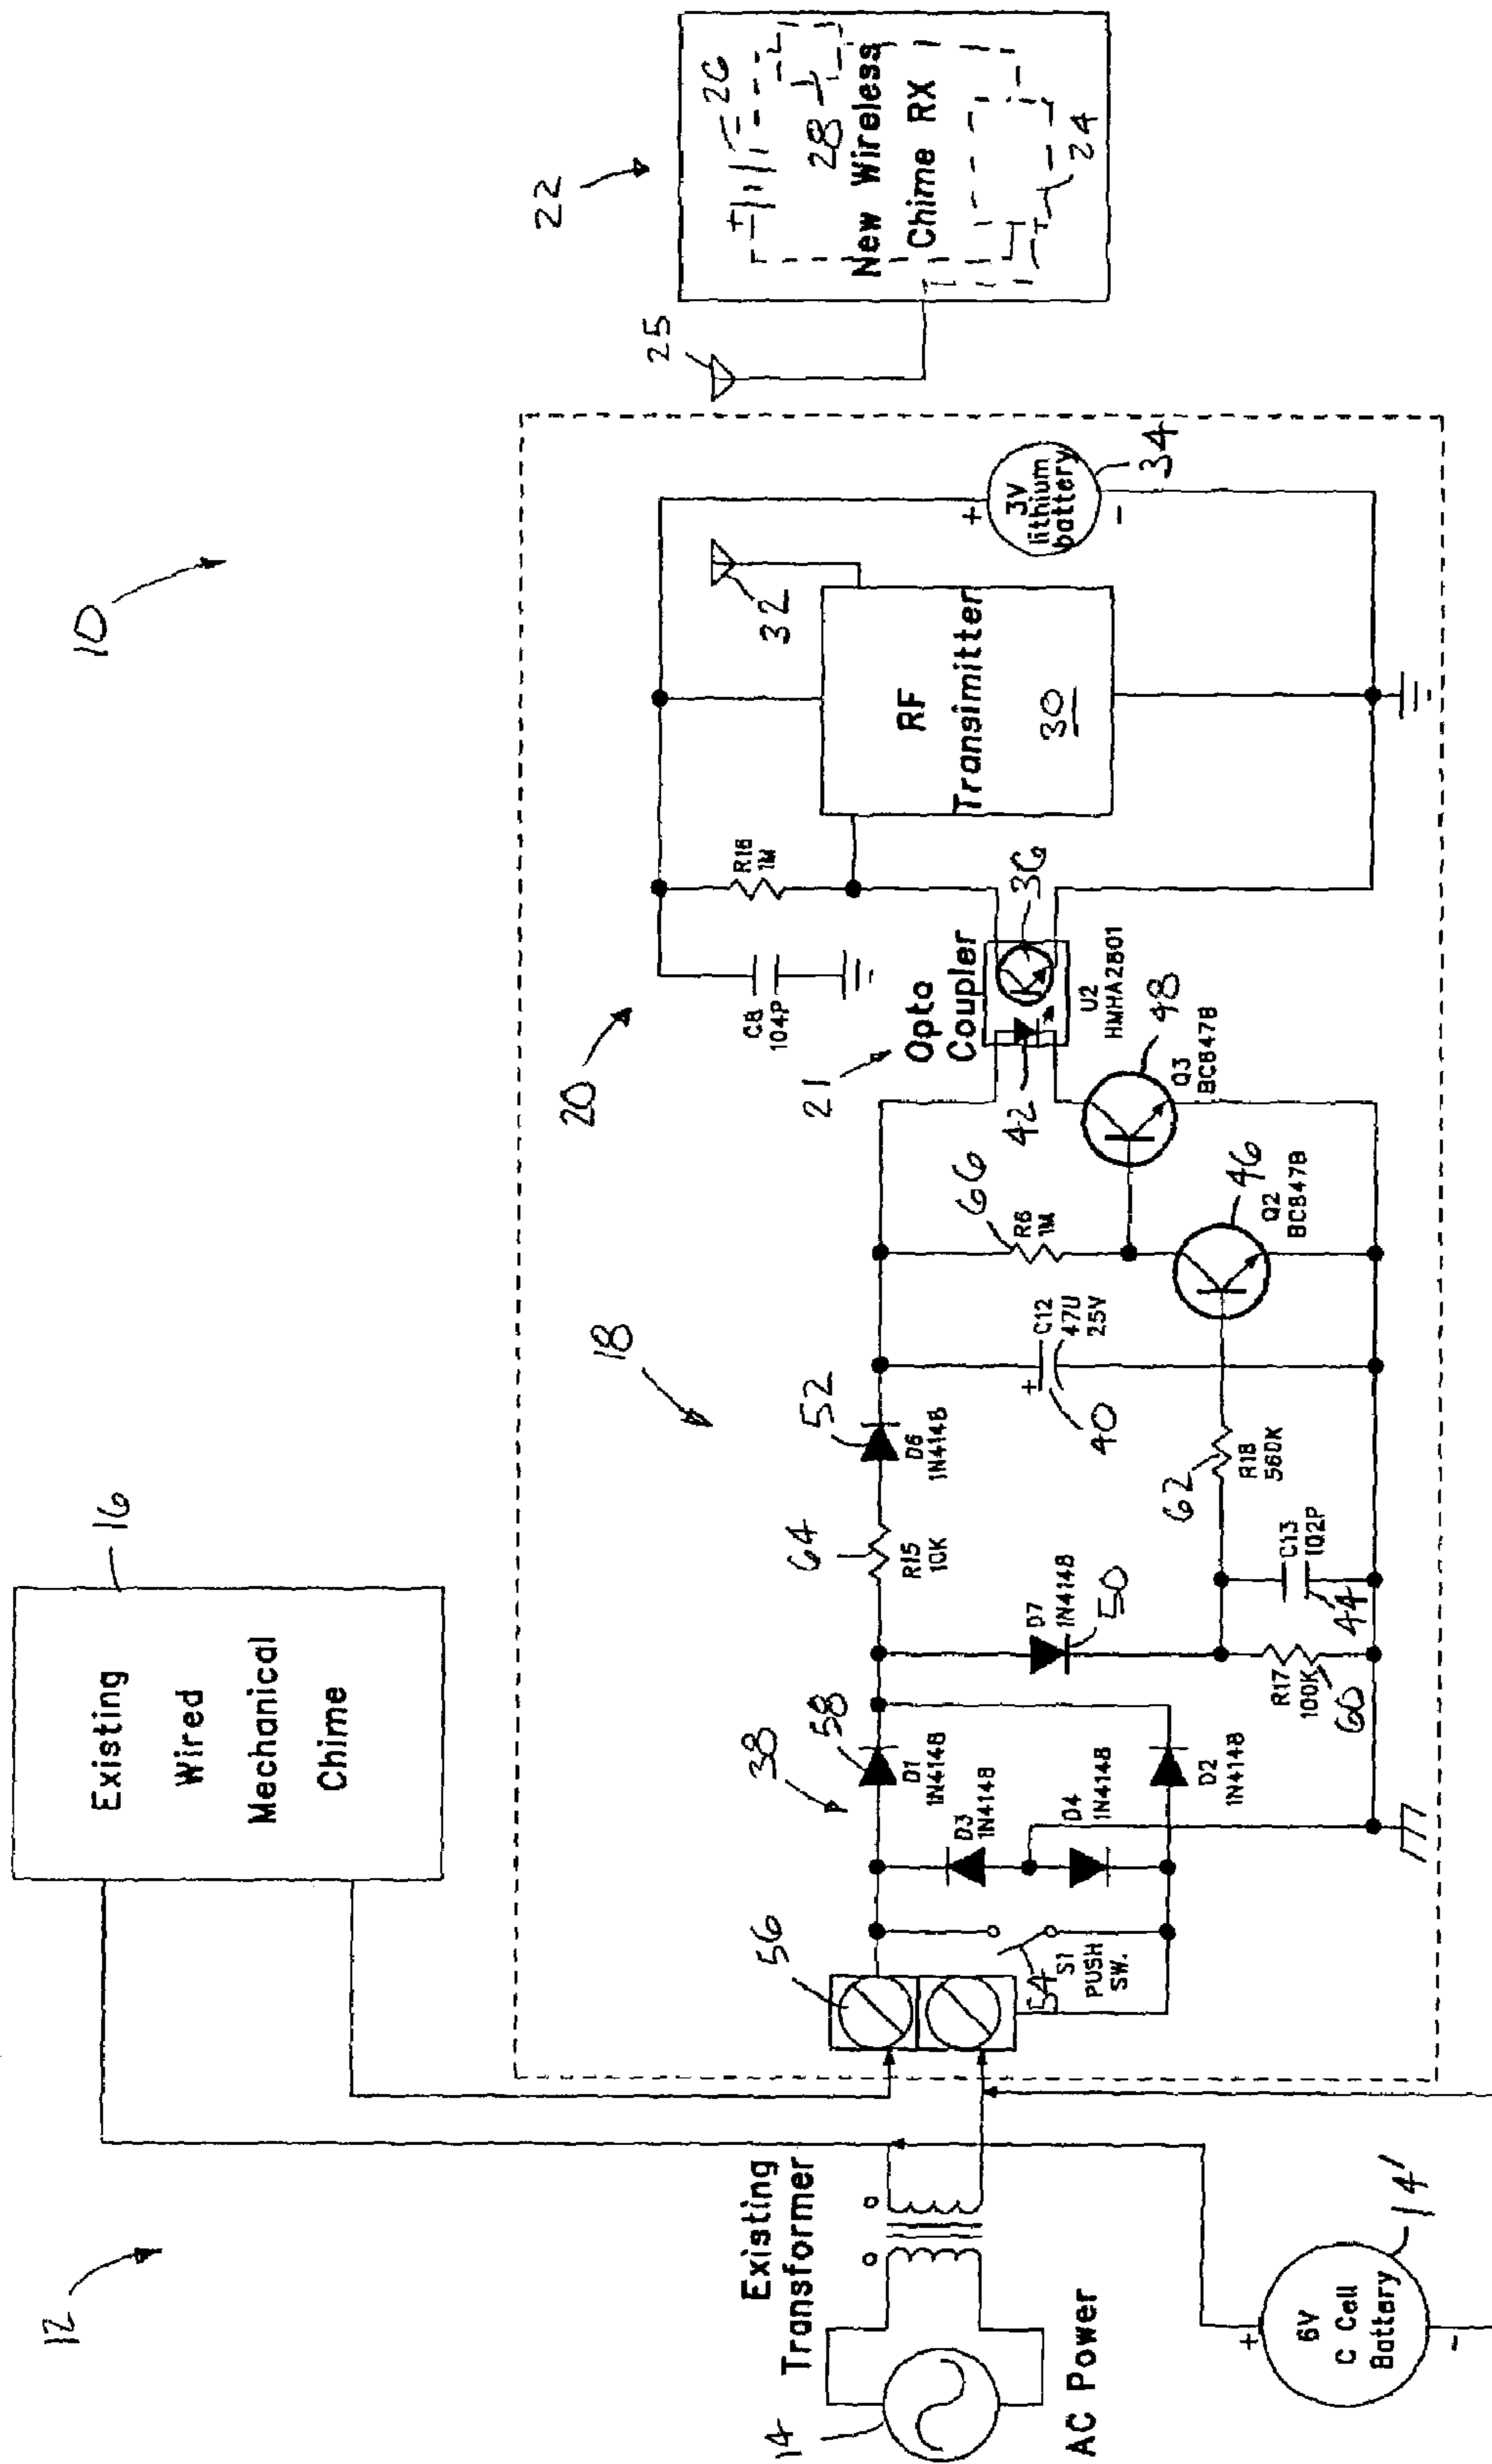 12
10
Existing
Wired
Mechanical
Chime
16
14
AC Power
Existing
Transformer
6V
C Cell
Battery
+
-
14'
56
54
S1
PUSH
SW.
38
58
D1
1N4148
D3
1N4148
D4
1N4148
D2
1N4148
D7
1N4148
50
R17
100K
60
C13
102P
44
64
R15
10K
52
D6
1N4148
62
R18
560K
18
+
C12
47U
25V
40
66
R6
1M
46
Q2
BC847B
48
Q3
BC847B
20
21
Opto
Coupler
42
36
U2
HMHA2801
C8
104P
R16
1M
RF
Transimitter
30
32
+
3V
lithium
battery
-
34
25
22
+
26
28
New Wireless
Chime RX
24